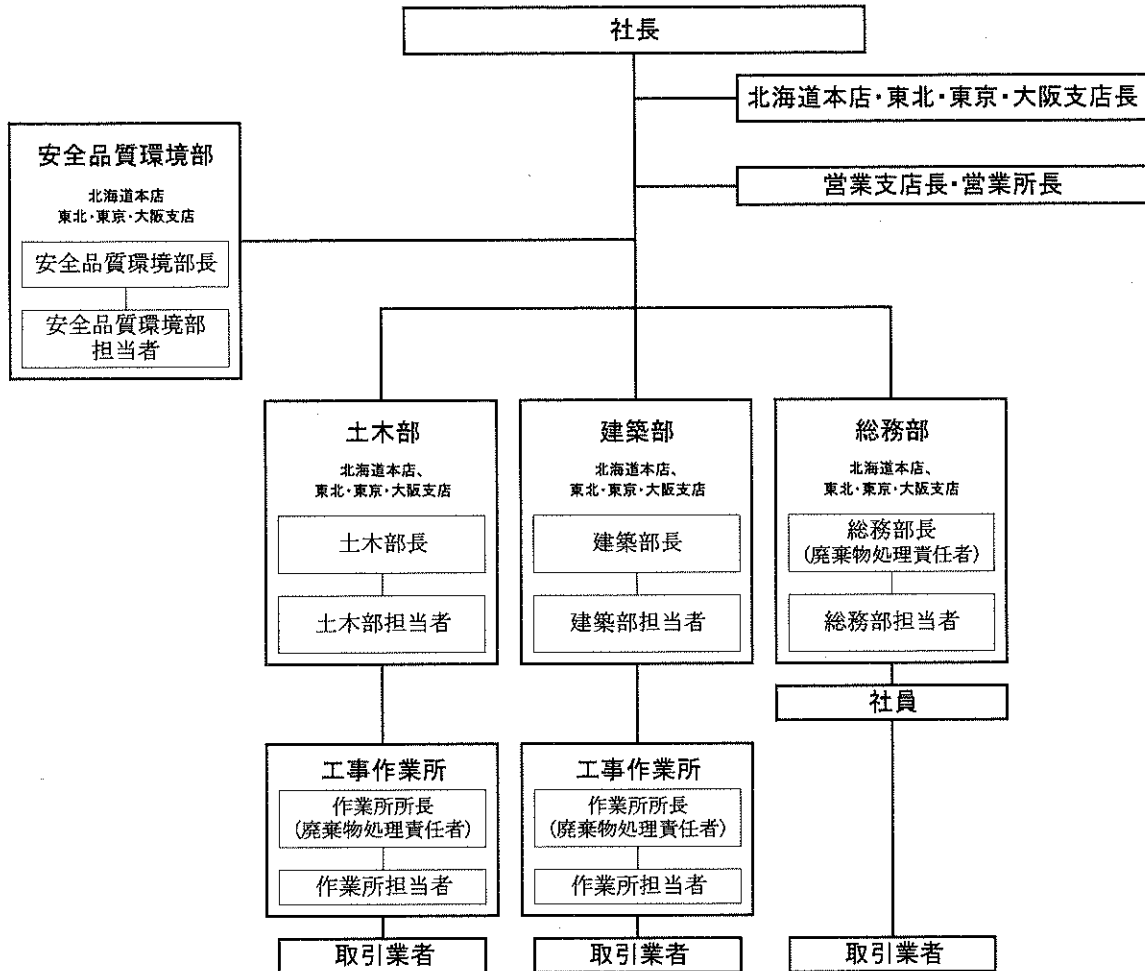 社長
北海道本店・東北・東京・大阪支店長
営業支店長・営業所長
安全品質環境部
北海道本店
東北・東京・大阪支店
安全品質環境部長
安全品質環境部
担当者
土木部
北海道本店、
東北・東京・大阪支店
土木部長
土木部担当者
建築部
北海道本店、
東北・東京・大阪支店
建築部長
建築部担当者
総務部
北海道本店、
東北・東京・大阪支店
総務部長
(廃棄物処理責任者)
総務部担当者
社員
工事作業所
作業所所長
(廃棄物処理責任者)
作業所担当者
工事作業所
作業所所長
(廃棄物処理責任者)
作業所担当者
取引業者
取引業者
取引業者